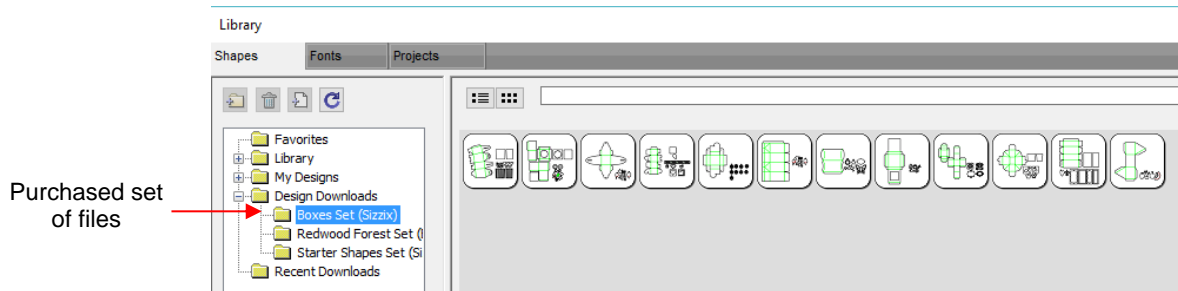 Library
Shapes Fonts Projects
Favorites
Library
My Designs
Design Downloads
Boxes Set (Sizzix)
Redwood Forest Set (
Starter Shapes Set (Si
Recent Downloads
Purchased set
of files